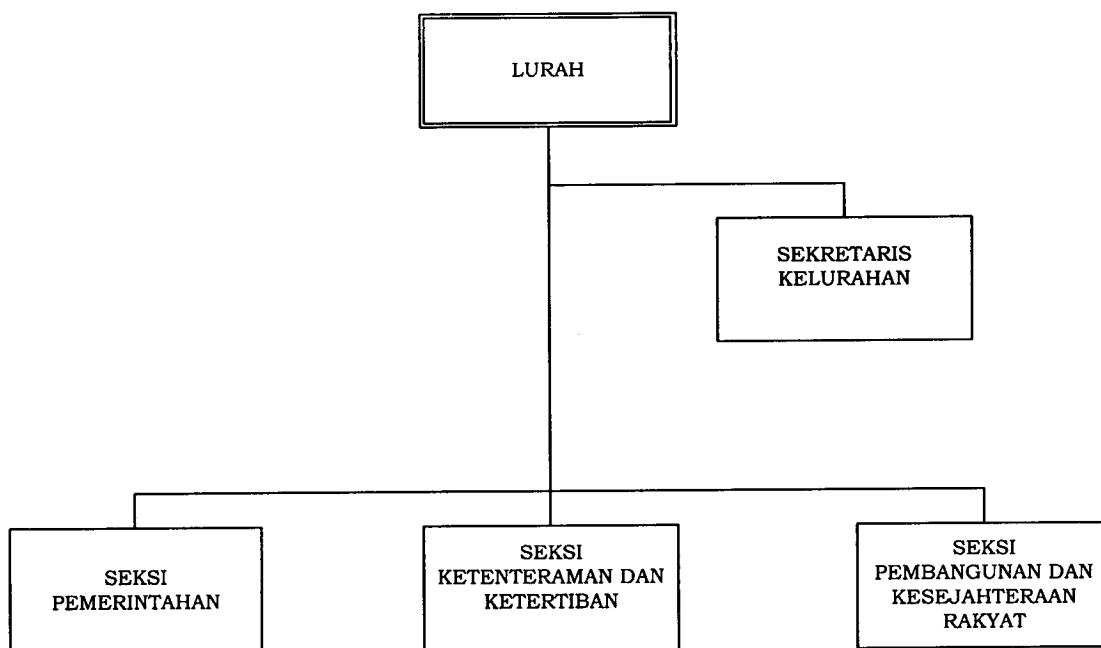 LURAH
SEKRETARIS
KELURAHAN
SEKSI
PEMERINTAHAN
SEKSI
KETENTERAMAN DAN
KETERTIBAN
SEKSI
PEMBANGUNAN DAN
KESEJAHTERAAN
RAKYAT